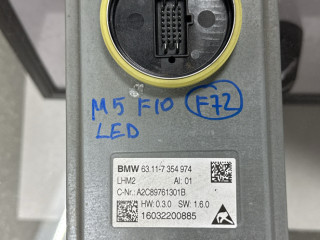 M5 F10 F72
LED
BMW 63.11-7 354 974
LHM2 AI: 01
C-Nr.: A2C89761301B
HW: 0.3.0 SW: 1.6.0
16032200885